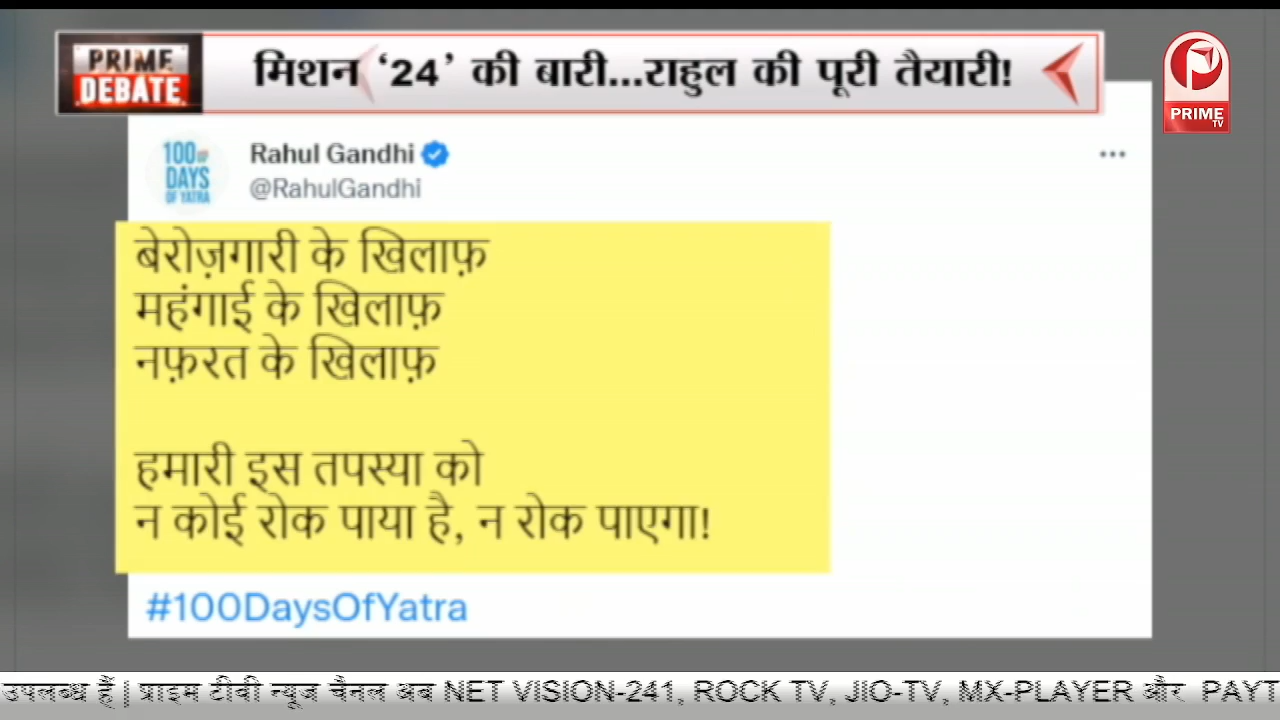 PRIME
DEBATE
मिशन ‘24’ की बारी...राहुल की पूरी तैयारी!
PRIME
TV
100
DAYS
OF YATRA
Rahul Gandhi
@RahulGandhi
बेरोज़गारी के खिलाफ़
महंगाई के खिलाफ़
नफ़रत के खिलाफ़
हमारी इस तपस्या को
न कोई रोक पाया है, न रोक पाएगा!
#100DaysOfYatra
उपलब्ध हैं | प्राइम टीवी न्यूज चैनल अब NET VISION-241, ROCK TV, JIO-TV, MX-PLAYER और PAYT